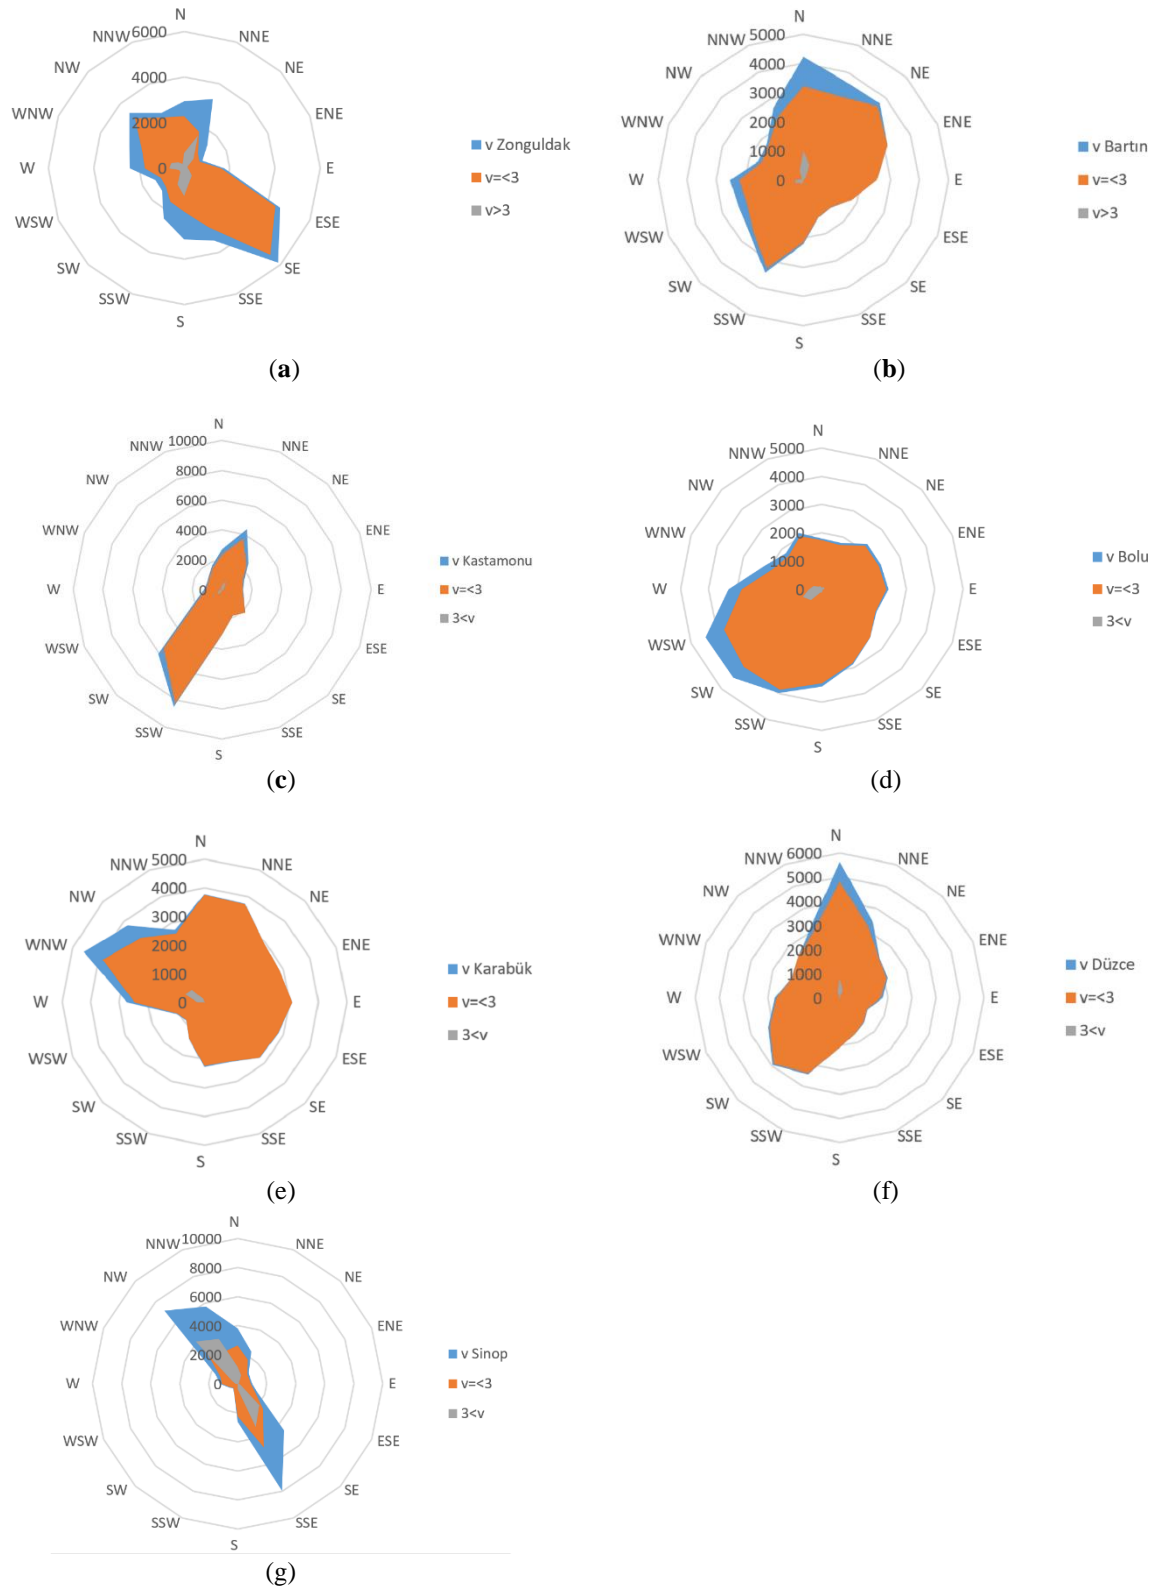 N
6000
NNW
NNE
NW
NE
4000
WNW
ENE
2000
W
0
E
WSW
ESE
SW
SE
SSW
SSE
S
v Zonguldak
v=<3
v>3
(a)
N
5000
NNW
NNE
4000
NW
NE
3000
WNW
ENE
2000
1000
W
0
E
WSW
ESE
SW
SE
SSW
SSE
S
v Bartın
v=<3
v>3
(b)
N
10000
NNW
NNE
8000
NW
NE
6000
WNW
ENE
4000
2000
W
0
E
WSW
ESE
SW
SE
SSW
SSE
S
v Kastamonu
v=<3
3<v
(c)
N
5000
NNW
NNE
4000
NW
NE
3000
WNW
ENE
2000
1000
W
0
E
WSW
ESE
SW
SE
SSW
SSE
S
v Bolu
v=<3
3<v
(d)
N
5000
NNW
NNE
4000
NW
NE
3000
WNW
ENE
2000
1000
W
0
E
WSW
ESE
SW
SE
SSW
SSE
S
v Karabük
v=<3
3<v
(e)
N
6000
NNW
NNE
5000
NW
NE
4000
3000
WNW
ENE
2000
1000
W
0
E
WSW
ESE
SW
SE
SSW
SSE
S
v Düzce
v=<3
3<v
(f)
N
10000
NNW
NNE
8000
NW
NE
6000
WNW
ENE
4000
2000
W
0
E
WSW
ESE
SW
SE
SSW
SSE
S
v Sinop
v=<3
3<v
(g)